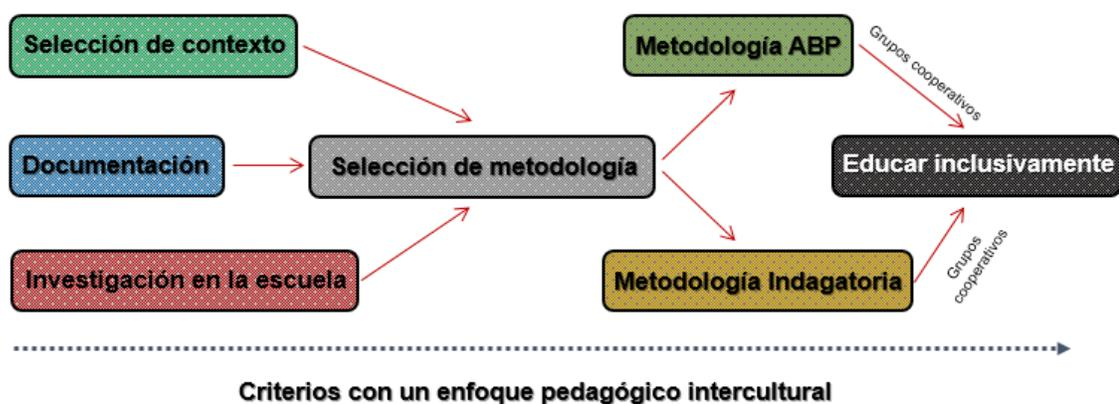 Selección de contexto
Metodología ABP
Grupos cooperativos
Documentación
Selección de metodología
Educar inclusivamente
Investigación en la escuela
Metodología Indagatoria
Grupos
cooperativos
Criterios con un enfoque pedagógico intercultural